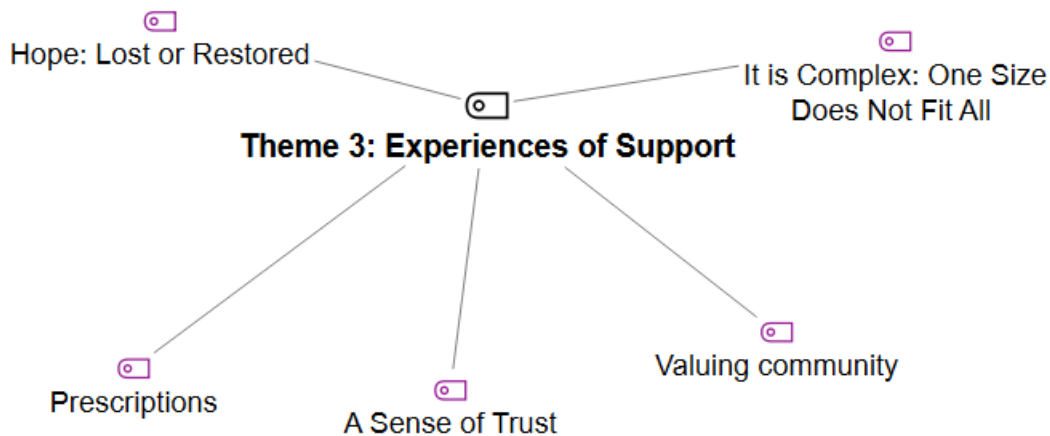 Hope: Lost or Restored
It is Complex: One Size
Does Not Fit All
Theme 3: Experiences of Support
Valuing community
Prescriptions
A Sense of Trust